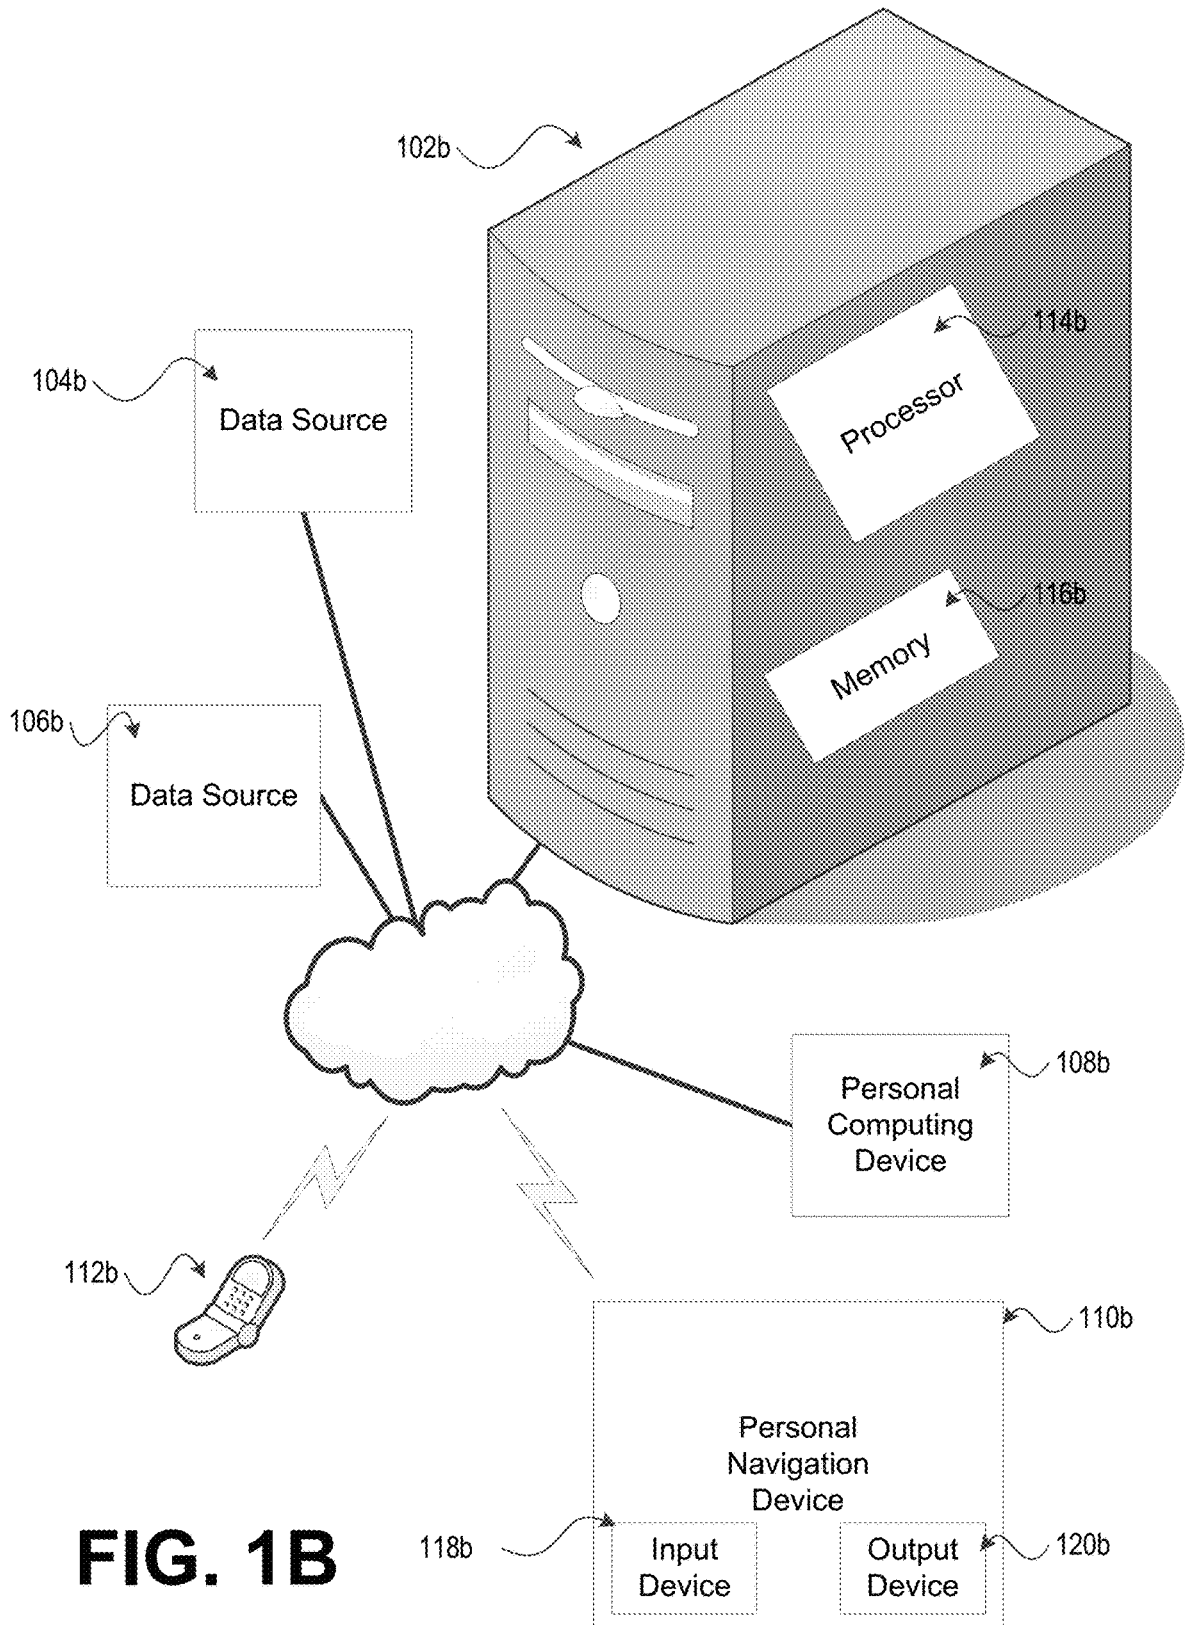 102b
114b
Processor
104b
Data Source
116b
Memory
106b
Data Source
108b
Personal
Computing
Device
112b
110b
Personal
Navigation
Device
118b
Input
Device
Output
Device
120b
FIG. 1B